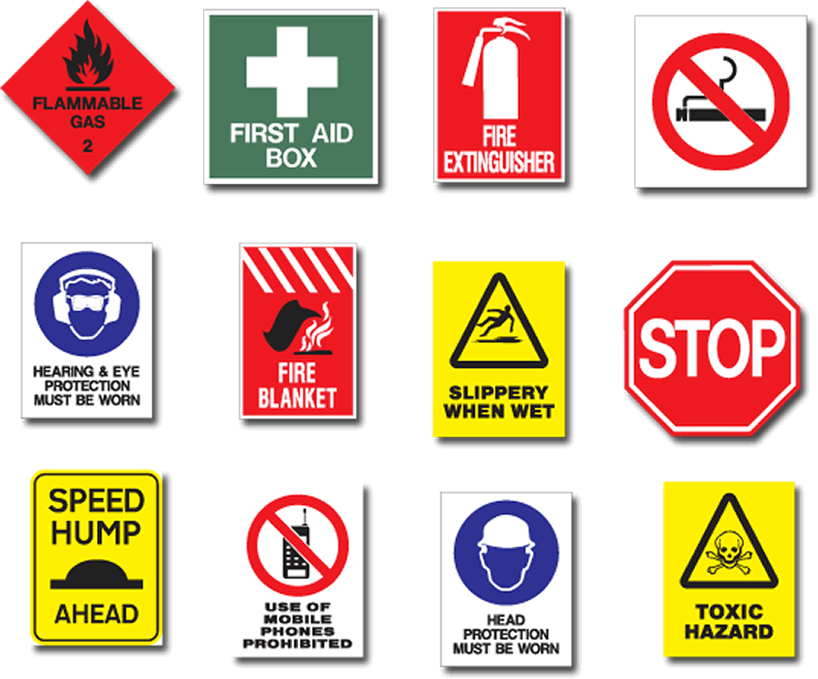 FLAMMABLE
GAS
2
FIRST AID
BOX
FIRE
EXTINGUISHER
HEARING & EYE
PROTECTION
MUST BE WORN
FIRE
BLANKET
SLIPPERY
WHEN WET
STOP
SPEED
HUMP
AHEAD
USE OF
MOBILE
PHONES
PROHIBITED
HEAD
PROTECTION
MUST BE WORN
TOXIC
HAZARD